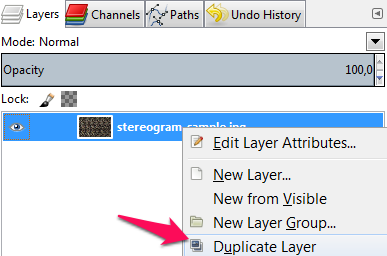 Layers Channels Paths Undo History
Mode: Normal
Opacity 100,0
Lock:
stereogram_sample.jpg
Edit Layer Attributes...
New Layer...
New from Visible
New Layer Group...
Duplicate Layer